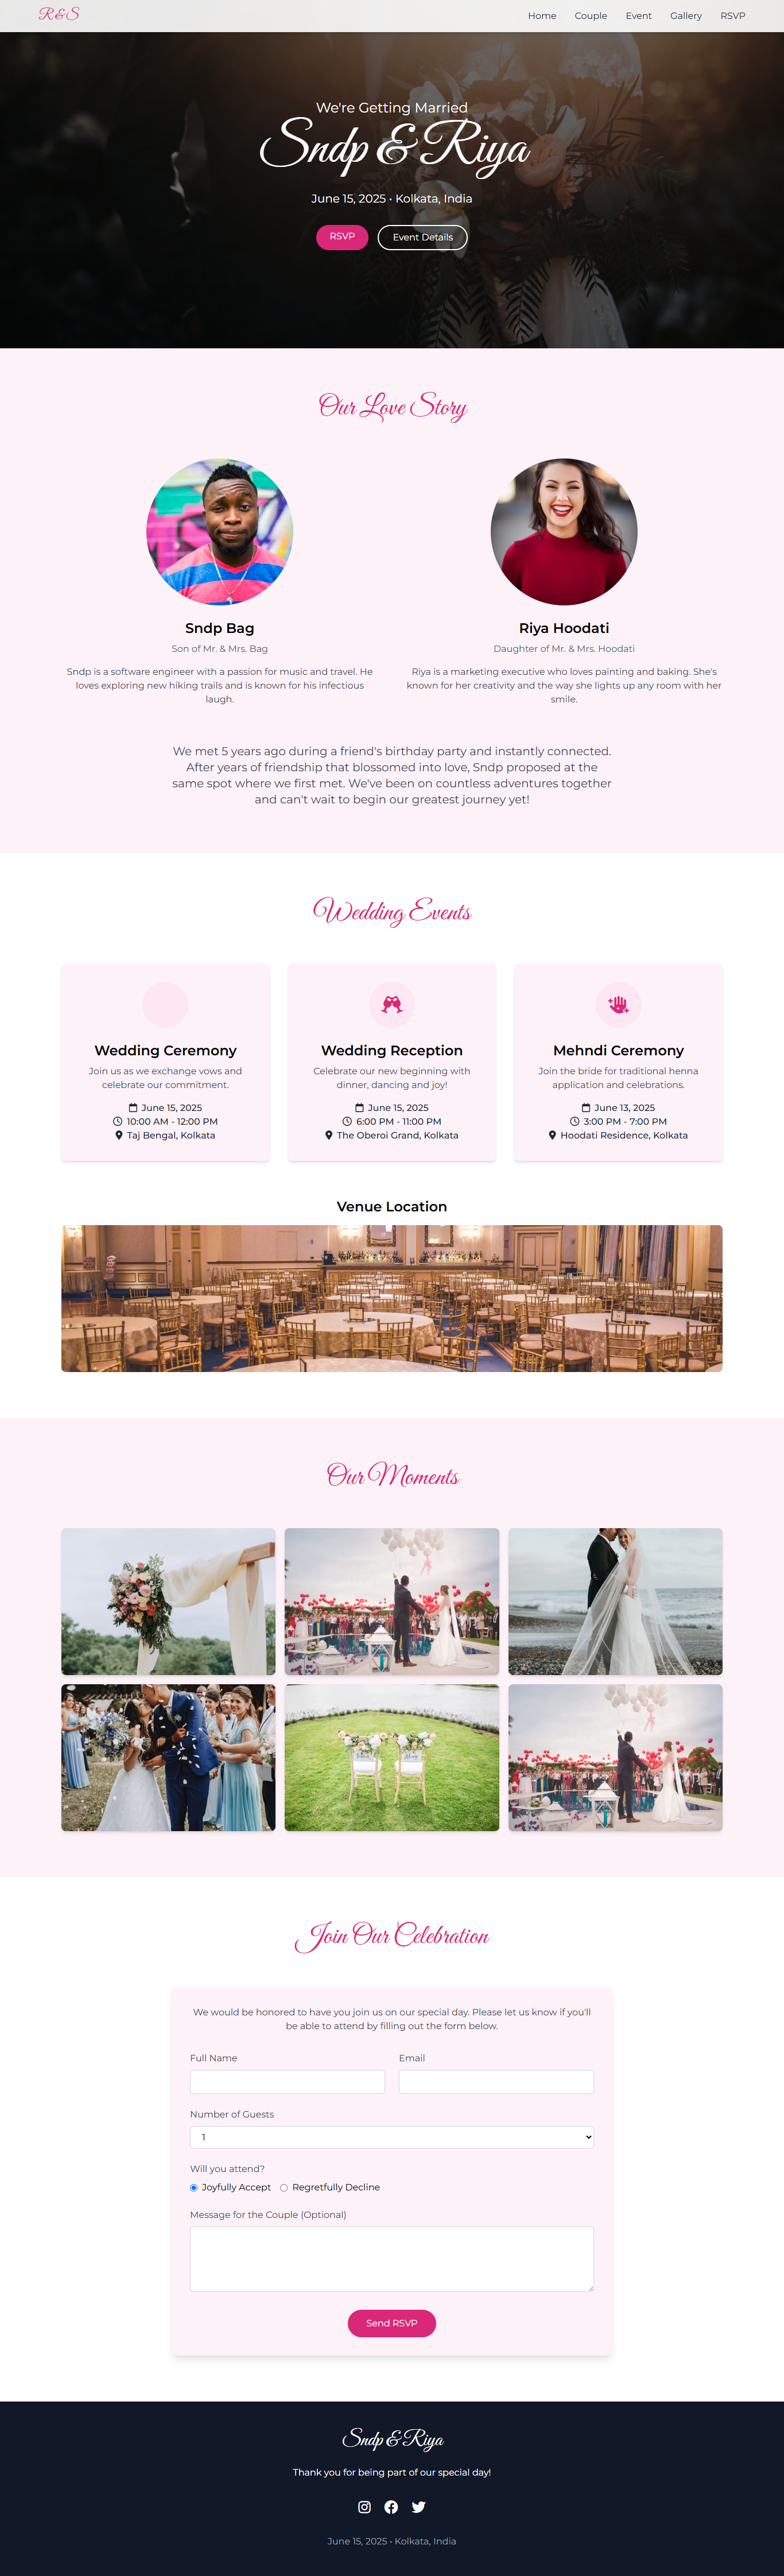 R & S
Home Couple Event Gallery RSVP
We're Getting Married
Sndp & Riya
June 15, 2025 • Kolkata, India
RSVP Event Details
Our Love Story
Sndp Bag
Son of Mr. & Mrs. Bag
Sndp is a software engineer with a passion for music and travel. He
loves exploring new hiking trails and is known for his infectious
laugh.
Riya Hoodati
Daughter of Mr. & Mrs. Hoodati
Riya is a marketing executive who loves painting and baking. She's
known for her creativity and the way she lights up any room with her
smile.
We met 5 years ago during a friend's birthday party and instantly connected.
After years of friendship that blossomed into love, Sndp proposed at the
same spot where we first met. We've been on countless adventures together
and can't wait to begin our greatest journey yet!
Wedding Events
Wedding Ceremony
Join us as we exchange vows and
celebrate our commitment.
June 15, 2025
10:00 AM - 12:00 PM
Taj Bengal, Kolkata
Wedding Reception
Celebrate our new beginning with
dinner, dancing and joy!
June 15, 2025
6:00 PM - 11:00 PM
The Oberoi Grand, Kolkata
Mehndi Ceremony
Join the bride for traditional henna
application and celebrations.
June 13, 2025
3:00 PM - 7:00 PM
Hoodati Residence, Kolkata
Venue Location
Our Moments
Join Our Celebration
We would be honored to have you join us on our special day. Please let us know if you'll
be able to attend by filling out the form below.
Full Name
Email
Number of Guests
1
Will you attend?
Joyfully Accept Regretfully Decline
Message for the Couple (Optional)
Send RSVP
Sndp & Riya
Thank you for being part of our special day!
June 15, 2025 • Kolkata, India